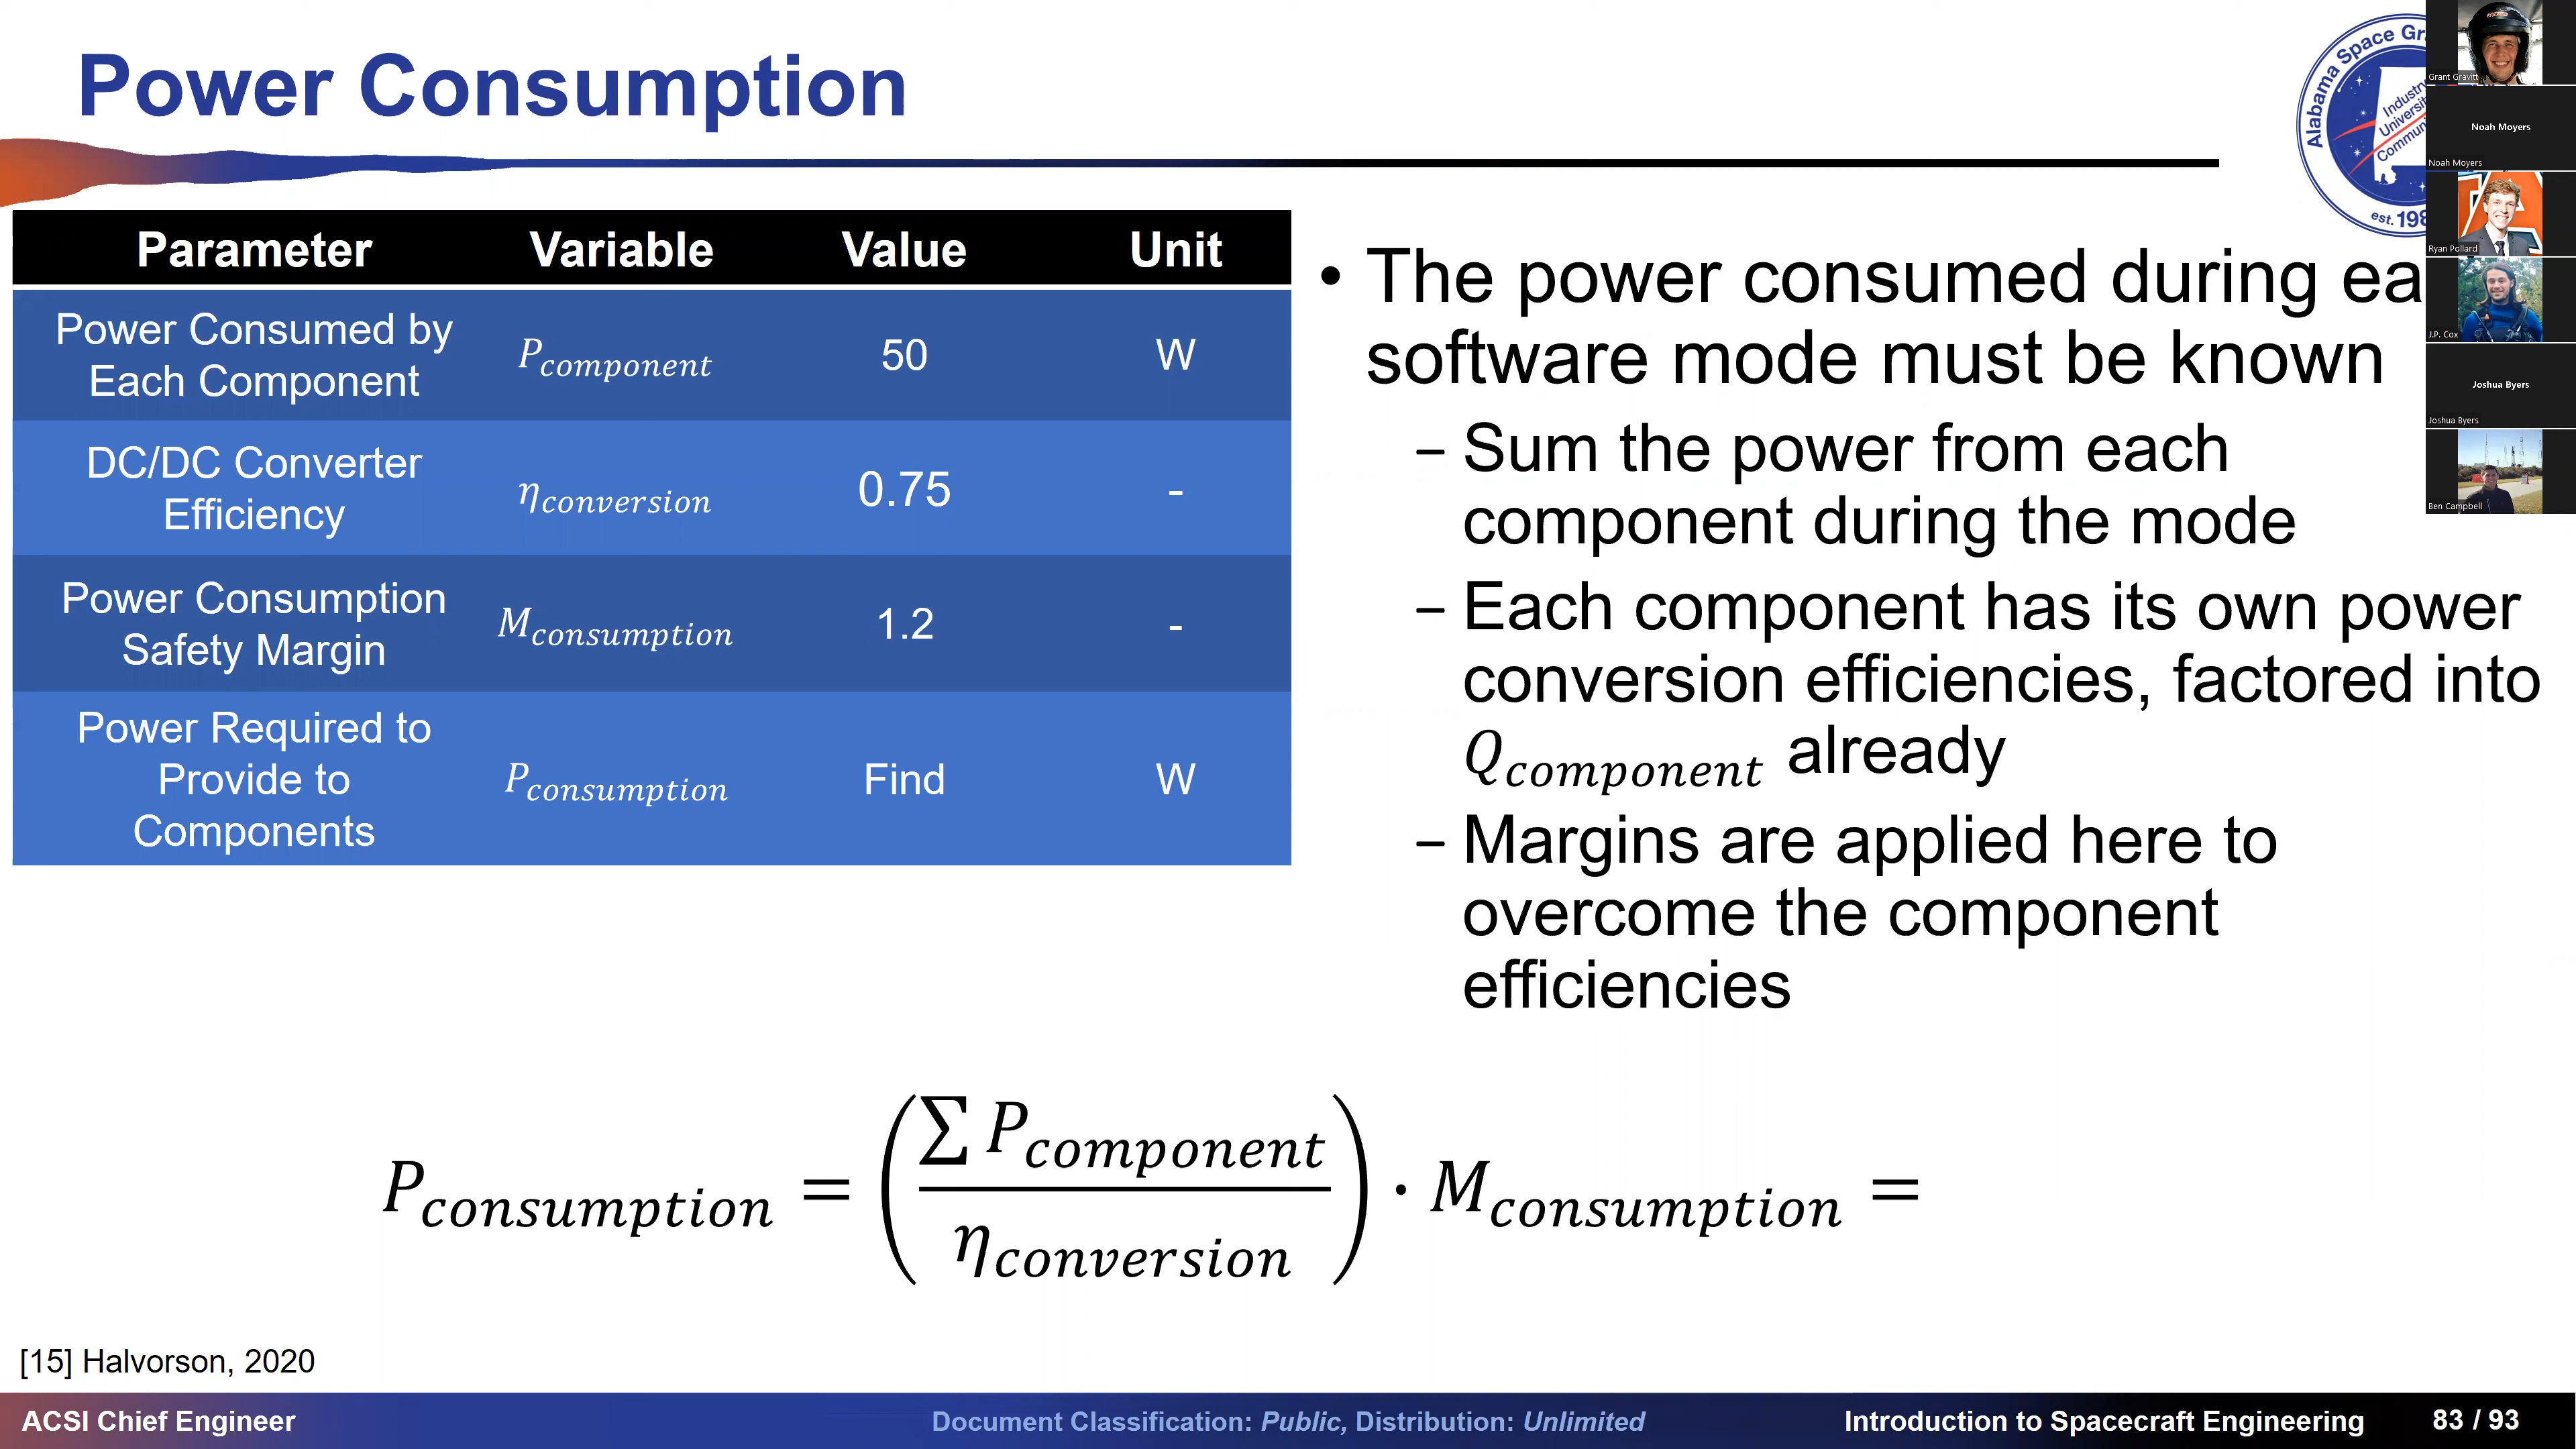 Power Consumption
Alabama Space Gr
Industry
University
Commun
est. 198
Parameter Variable Value Unit
Power Consumed by
Each Component
P_component 50 W
DC/DC Converter
Efficiency
η_conversion 0.75 -
Power Consumption
Safety Margin
M_consumption 1.2 -
Power Required to
Provide to
Components
P_consumption Find W
• The power consumed during ea
software mode must be known
– Sum the power from each
component during the mode
– Each component has its own power
conversion efficiencies, factored into
Q_component already
– Margins are applied here to
overcome the component
efficiencies
P_consumption = (∑ P_component / η_conversion) · M_consumption =
[15] Halvorson, 2020
ACSI Chief Engineer
Document Classification: Public, Distribution: Unlimited
Introduction to Spacecraft Engineering
83 / 93
Grant Gravitt
Noah Moyers
Noah Moyers
Ryan Pollard
J.P. Cox
Joshua Byers
Joshua Byers
Ben Campbell